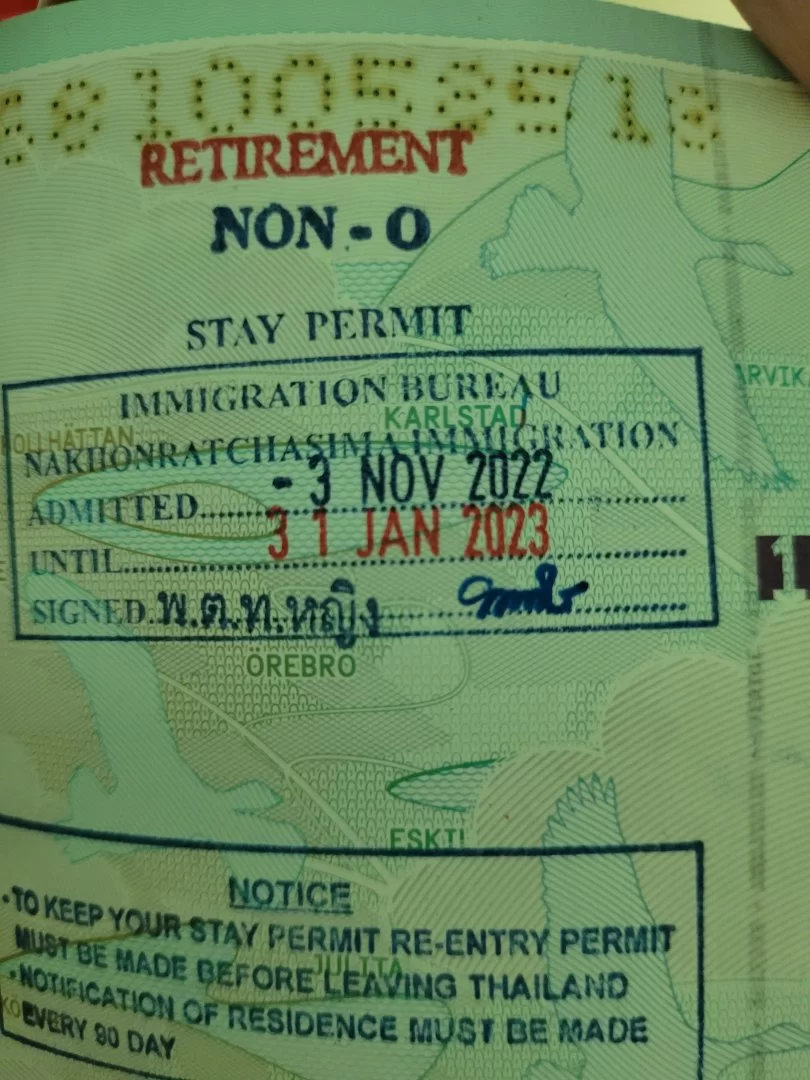 RETIREMENT
NON-O
STAY PERMIT
IMMIGRATION BUREAU
KARLSTAD
NAKHONRATCHASIMA IMMIGRATION
ADMITTED - 3 NOV 2022
UNTIL 31 JAN 2023
SIGNED พ.ต.ท.หญิง
ÖREBRO
NOTICE
•TO KEEP YOUR STAY PERMIT RE-ENTRY PERMIT
MUST BE MADE BEFORE LEAVING THAILAND
•NOTIFICATION OF RESIDENCE MUST BE MADE
EVERY 90 DAY